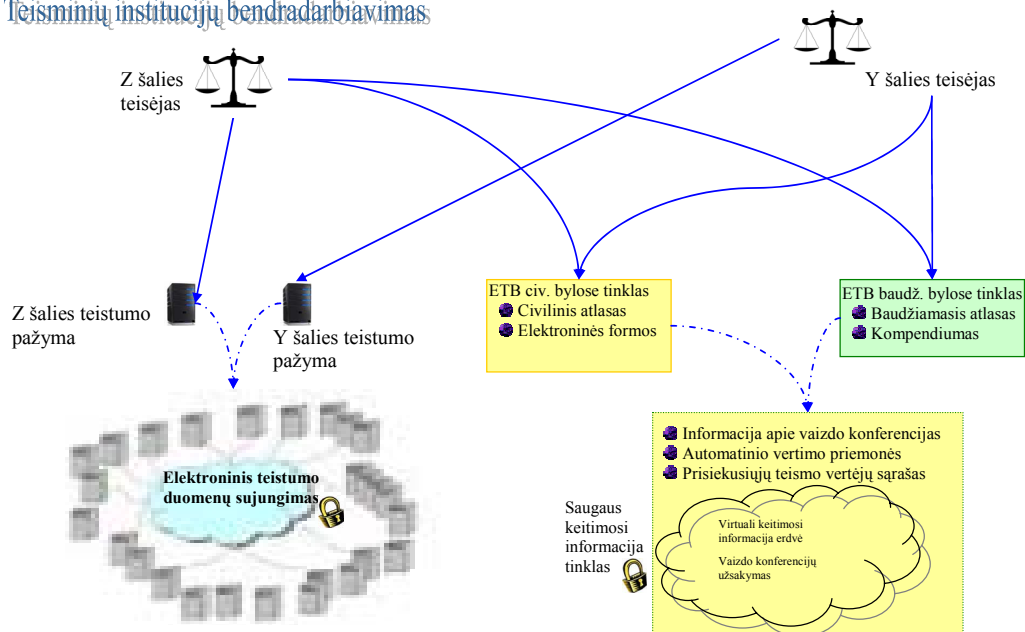 Teisminių institucijų bendradarbiavimas
Z šalies
teisėjas
Y šalies teisėjas
Z šalies teistumo
pažyma
Y šalies teistumo
pažyma
ETB civ. bylose tinklas
Civilinis atlasas
Elektroninės formos
ETB baudž. bylose tinklas
Baudžiamasis atlasas
Kompendiumas
Elektroninis teistumo
duomenų sujungimas
Informacija apie vaizdo konferencijas
Automatinio vertimo priemonės
Prisiekusiųjų teismo vertėjų sąrašas
Saugaus
keitimosi
informacija
tinklas
Virtuali keitimosi
informacija erdvė
Vaizdo konferencijų
užsakymas